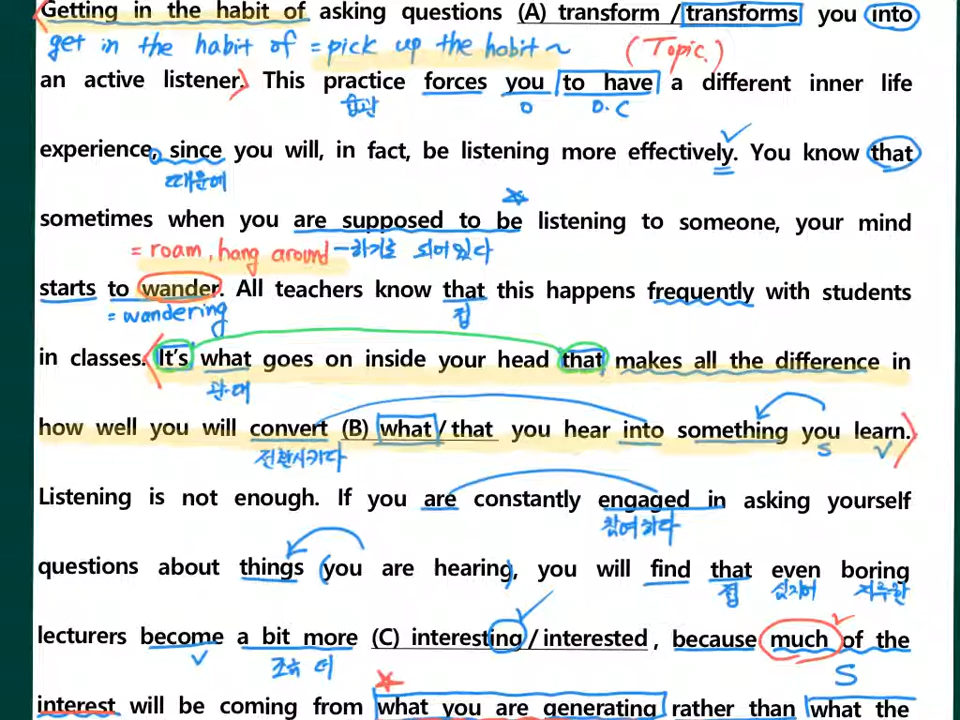 Getting in the habit of asking questions (A) transform / transforms you into
get in the habit of = pick up the habit ~ (Topic.)
an active listener. This practice forces you to have a different inner life
습관 O O.C
experience, since you will, in fact, be listening more effectively. You know that
때문에
sometimes when you are supposed to be listening to someone, your mind
= roam, hang around -하기로 되어있다
starts to wander. All teachers know that this happens frequently with students
= wandering 접
in classes. It's what goes on inside your head that makes all the difference in
관·대
how well you will convert (B) what / that you hear into something you learn.
전환시키다 S V
Listening is not enough. If you are constantly engaged in asking yourself
참여하다
questions about things you are hearing, you will find that even boring
접 심지어 지루한
lecturers become a bit more (C) interesting / interested , because much of the
V 조금 더 S
interest will be coming from what you are generating rather than what the